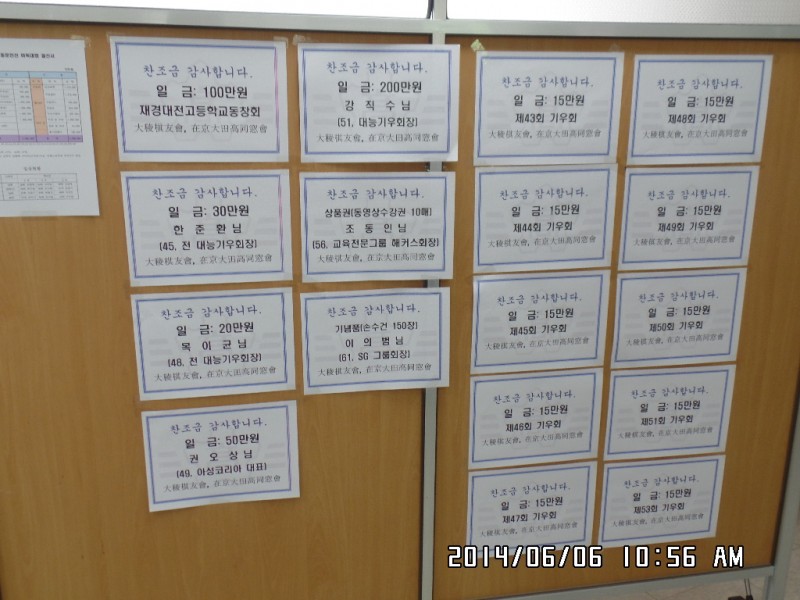 찬조금 감사합니다.
일 금: 100만원
재경대전고등학교동창회
大稜棋友會, 在京大田高同窓會
찬조금 감사합니다.
일 금: 30만원
한 준 환 님
(45, 전 대능기우회장)
大稜棋友會, 在京大田高同窓會
찬조금 감사합니다.
일 금: 20만원
목 이 균 님
(48, 전 대능기우회장)
大稜棋友會, 在京大田高同窓會
찬조금 감사합니다.
일 금: 50만원
권 오 상 님
(49, 아성코리아 대표)
大稜棋友會, 在京大田高同窓會
찬조금 감사합니다.
일 금: 200만원
강 직 수 님
(51, 대능기우회장)
大稜棋友會, 在京大田高同窓會
찬조금 감사합니다.
상품권(동영상수강권 10매)
조 동 인 님
(56, 교육전문그룹 해커스회장)
大稜棋友會, 在京大田高同窓會
찬조금 감사합니다.
기념품(손수건 150장)
이 의 범 님
(61, SG 그룹회장)
大稜棋友會, 在京大田高同窓會
찬조금 감사합니다.
일 금: 15만원
제43회 기우회
大稜棋友會, 在京大田高同窓會
찬조금 감사합니다.
일 금: 15만원
제44회 기우회
大稜棋友會, 在京大田高同窓會
찬조금 감사합니다.
일 금: 15만원
제45회 기우회
大稜棋友會, 在京大田高同窓會
찬조금 감사합니다.
일 금: 15만원
제46회 기우회
大稜棋友會, 在京大田高同窓會
찬조금 감사합니다.
일 금: 15만원
제47회 기우회
大稜棋友會, 在京大田高同窓會
찬조금 감사합니다.
일 금: 15만원
제48회 기우회
大稜棋友會, 在京大田高同窓會
찬조금 감사합니다.
일 금: 15만원
제49회 기우회
大稜棋友會, 在京大田高同窓會
찬조금 감사합니다.
일 금: 15만원
제50회 기우회
大稜棋友會, 在京大田高同窓會
찬조금 감사합니다.
일 금: 15만원
제51회 기우회
大稜棋友會, 在京大田高同窓會
찬조금 감사합니다.
일 금: 15만원
제53회 기우회
大稜棋友會, 在京大田高同窓會
2014/06/06 10:56 AM